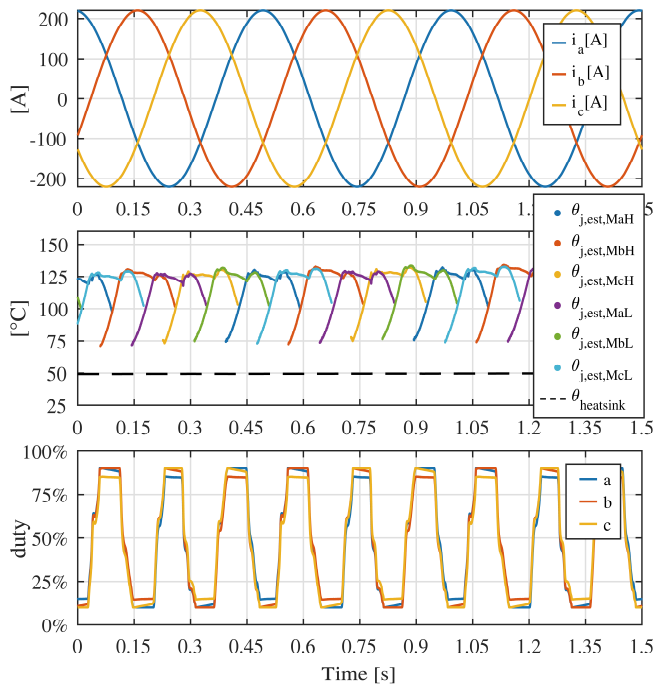 200
100
0
-100
-200
[A]
i_a[A]
i_b[A]
i_c[A]
0 0.15 0.3 0.45 0.6 0.75 0.9 1.05 1.2 1.35 1.5
150
125
100
75
50
25
[°C]
θ_j,est,MaH
θ_j,est,MbH
θ_j,est,McH
θ_j,est,MaL
θ_j,est,MbL
θ_j,est,McL
θ_heatsink
0 0.15 0.3 0.45 0.6 0.75 0.9 1.05 1.2 1.35 1.5
100%
75%
50%
25%
0%
duty
a
b
c
0 0.15 0.3 0.45 0.6 0.75 0.9 1.05 1.2 1.35 1.5
Time [s]